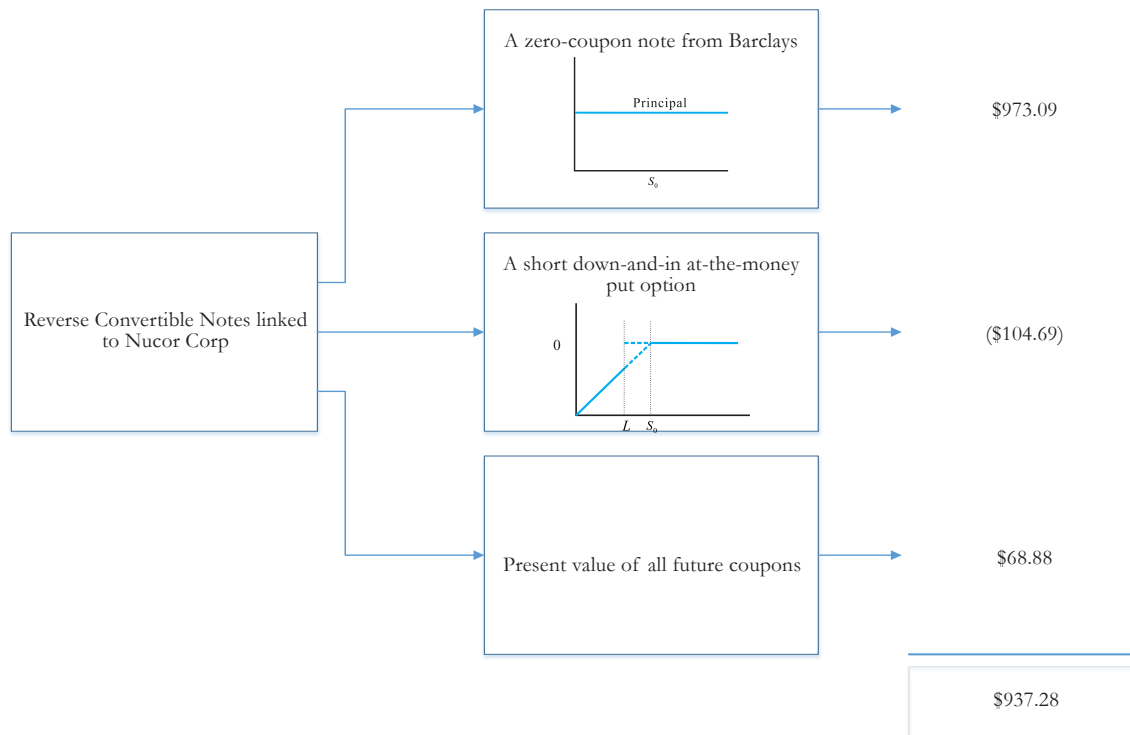 A zero-coupon note from Barclays
Principal
S0
$973.09
Reverse Convertible Notes linked
to Nucor Corp
A short down-and-in at-the-money
put option
0
L S0
($104.69)
Present value of all future coupons
$68.88
$937.28